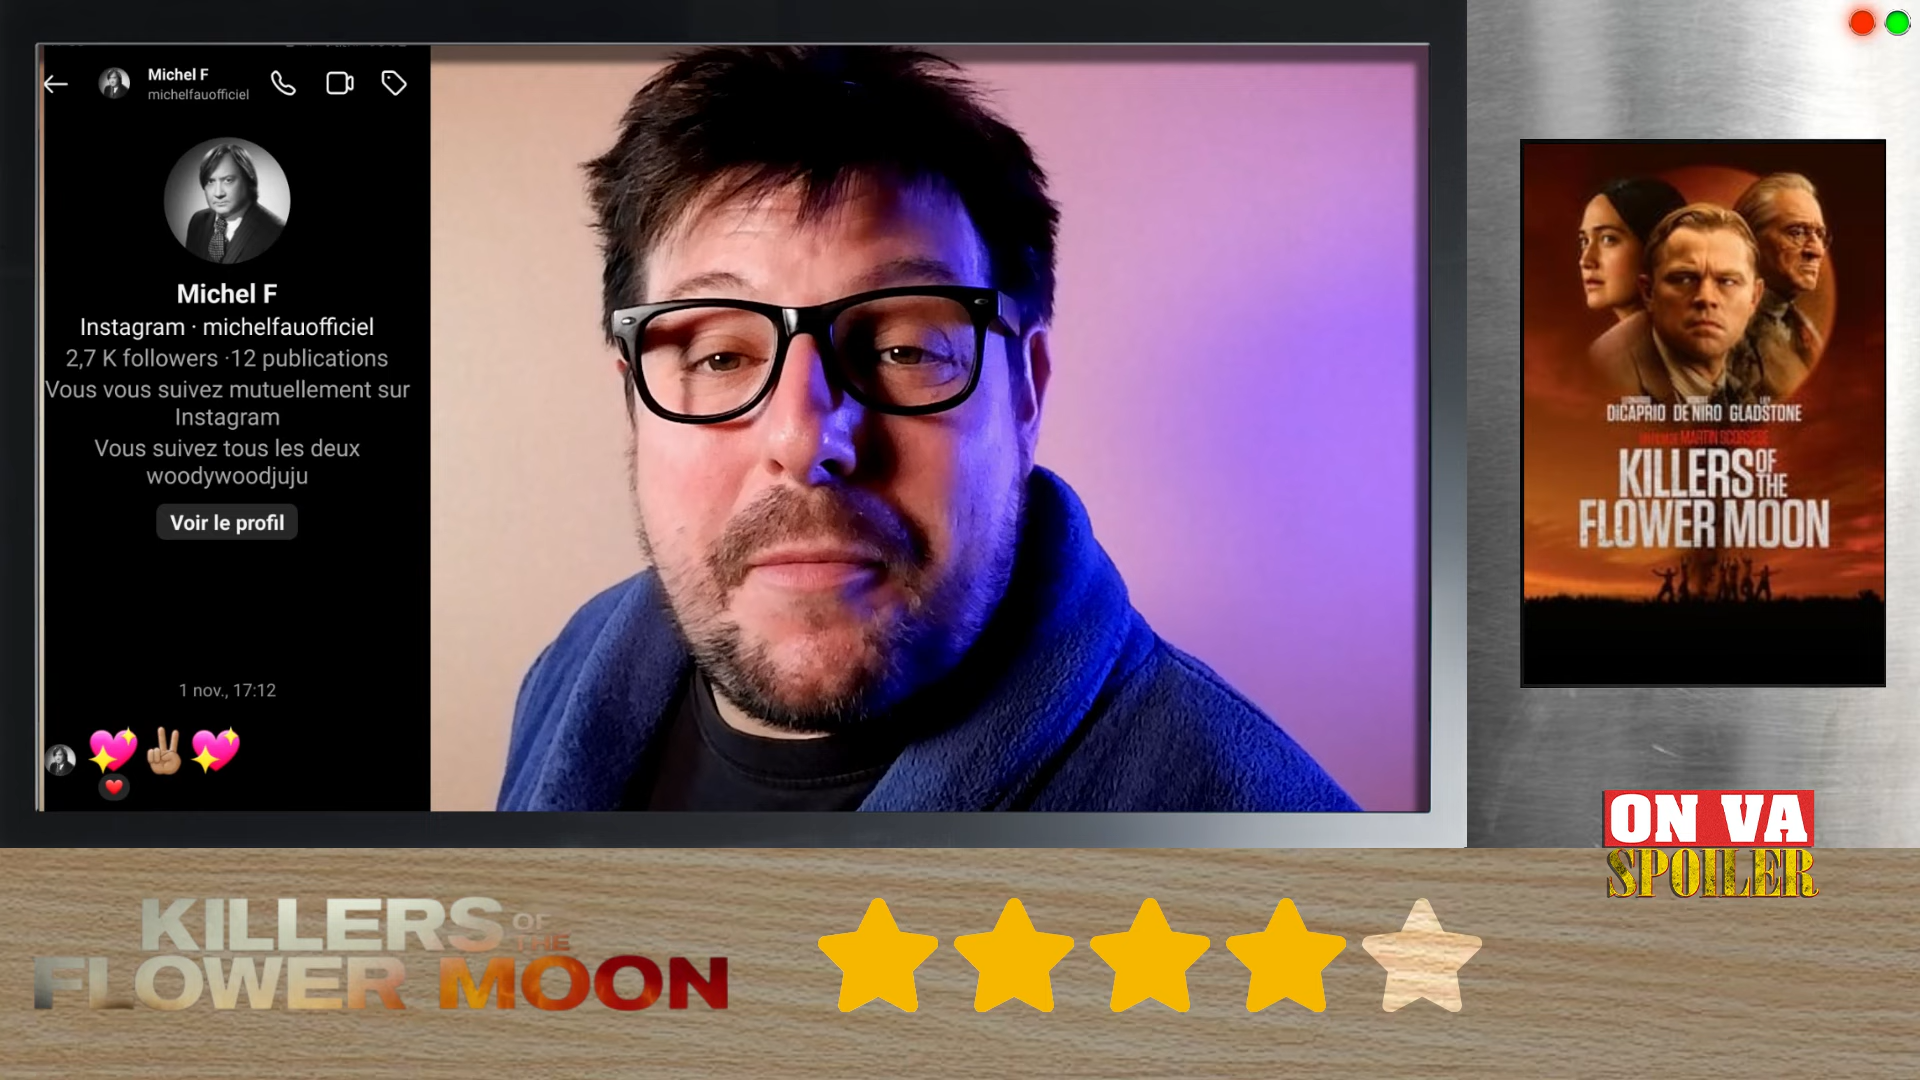 Michel F
michelfauofficiel
Michel F
Instagram · michelfauofficiel
2,7 K followers ·12 publications
Vous vous suivez mutuellement sur
Instagram
Vous suivez tous les deux
woodywoodjuju
Voir le profil
1 nov., 17:12
DICAPRIO DE NIRO GLADSTONE
MARTIN SCORSESE
KILLERS OF THE
FLOWER MOON
ON VA
SPOILER
KILLERS OF THE
FLOWER MOON